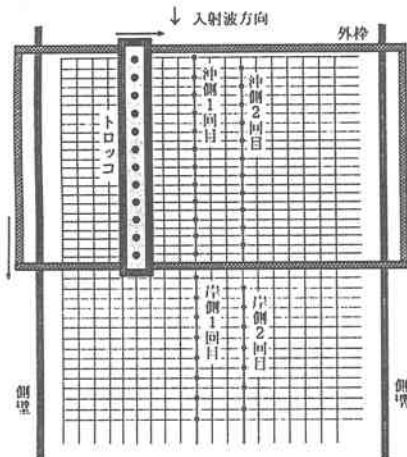 ↓ 入射波方向
外枠
トロッコ
沖側1回目
沖側2回目
岸側1回目
岸側2回目
側壁
側壁